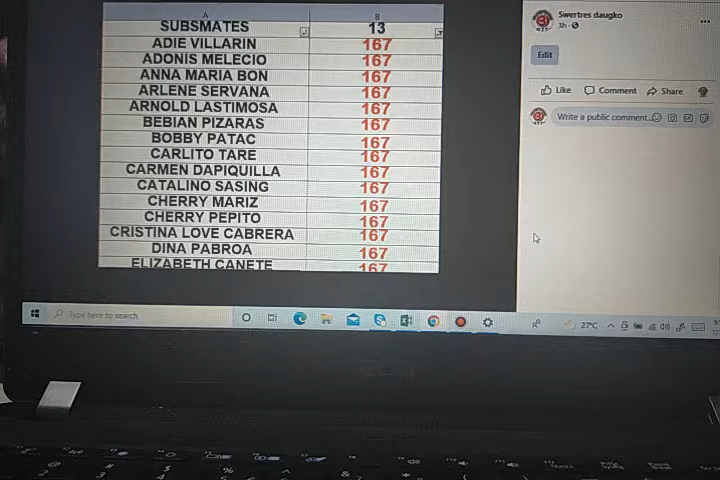 A B
SUBSMATES 13
ADIE VILLARIN 167
ADONIS MELECIO 167
ANNA MARIA BON 167
ARLENE SERVANA 167
ARNOLD LASTIMOSA 167
BEBIAN PIZARAS 167
BOBBY PATAC 167
CARLITO TARE 167
CARMEN DAPIQUILLA 167
CATALINO SASING 167
CHERRY MARIZ 167
CHERRY PEPITO 167
CRISTINA LOVE CABRERA 167
DINA PABROA 167
ELIZABETH CANETE 167
Swertres daugko
3h
Edit
Like Comment Share
Write a public comment...
Type here to search
27°C